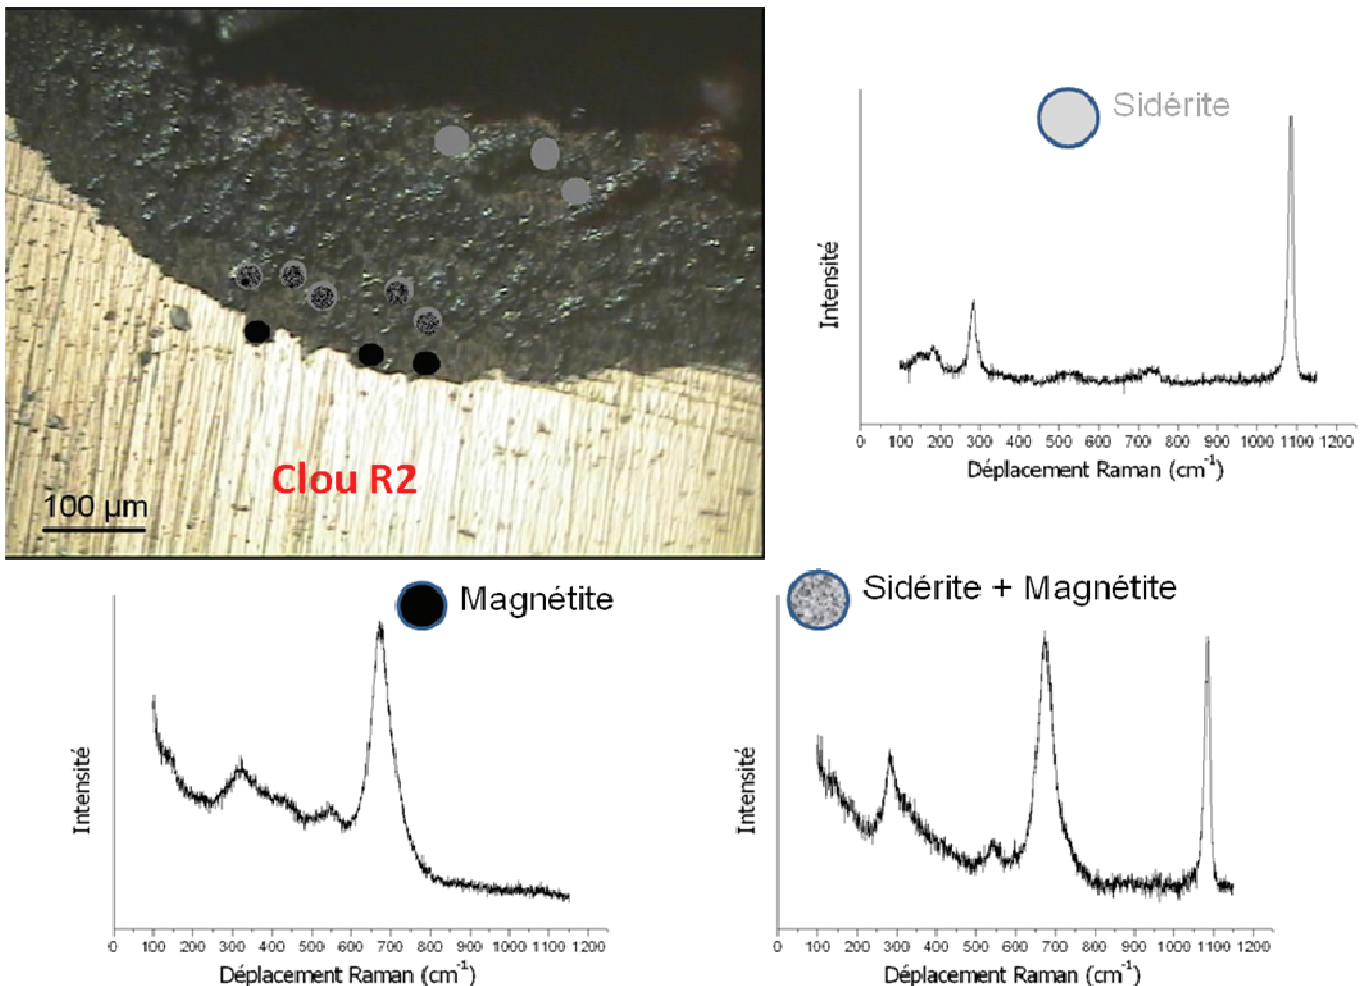 Clou R2
100 µm
Sidérite
Intensité
0 100 200 300 400 500 600 700 800 900 1000 1100 1200
Déplacement Raman (cm-1)
Magnétite
Intensité
0 100 200 300 400 500 600 700 800 900 1000 1100 1200
Déplacement Raman (cm-1)
Sidérite + Magnétite
Intensité
0 100 200 300 400 500 600 700 800 900 1000 1100 1200
Déplacement Raman (cm-1)